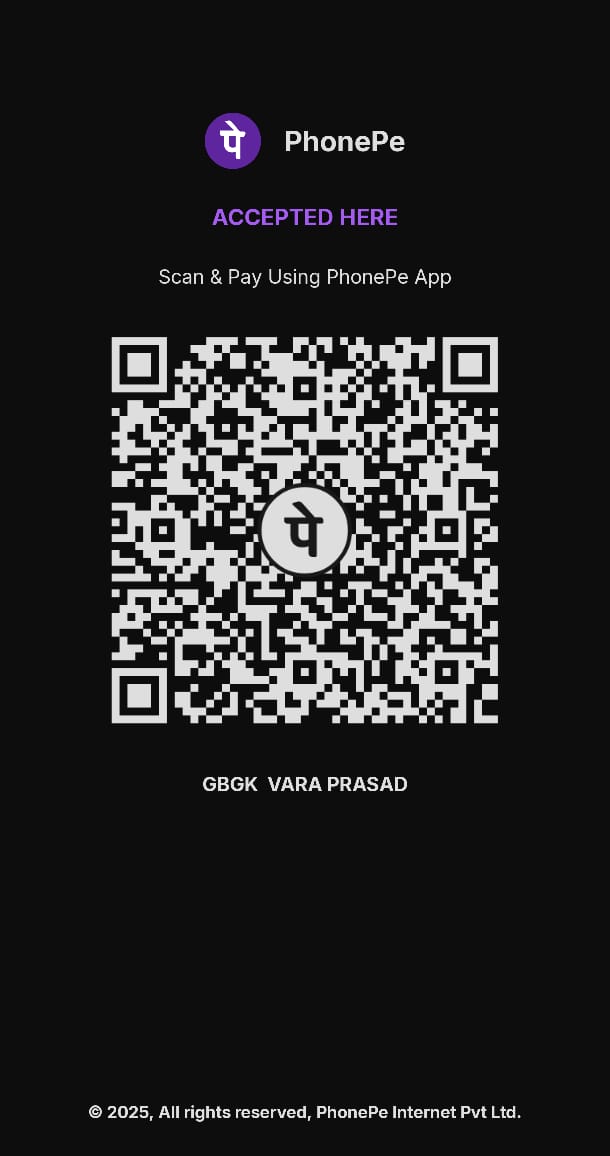 पे PhonePe
ACCEPTED HERE
Scan & Pay Using PhonePe App
पे
GBGK VARA PRASAD
© 2025, All rights reserved, PhonePe Internet Pvt Ltd.